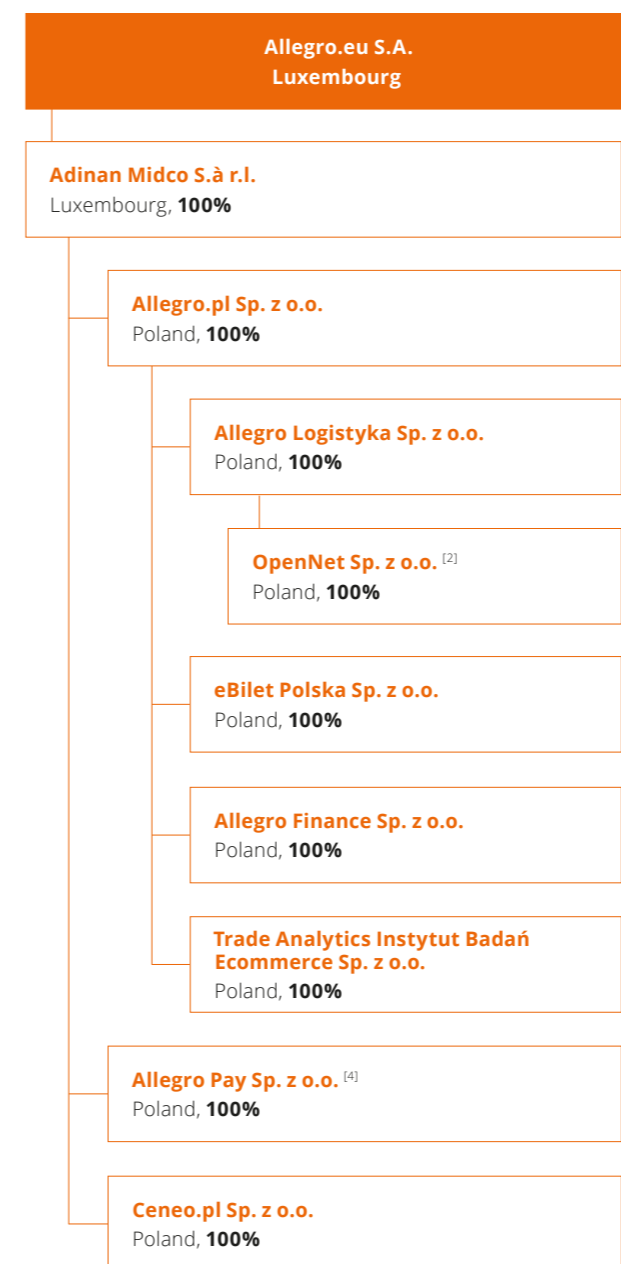 Allegro.eu S.A.
Luxembourg
Adinan Midco S.à r.l.
Luxembourg, 100%
Allegro.pl Sp. z o.o.
Poland, 100%
Allegro Logistyka Sp. z o.o.
Poland, 100%
OpenNet Sp. z o.o. [2]
Poland, 100%
eBilet Polska Sp. z o.o.
Poland, 100%
Allegro Finance Sp. z o.o.
Poland, 100%
Trade Analytics Instytut Badań
Ecommerce Sp. z o.o.
Poland, 100%
Allegro Pay Sp. z o.o. [4]
Poland, 100%
Ceneo.pl Sp. z o.o.
Poland, 100%